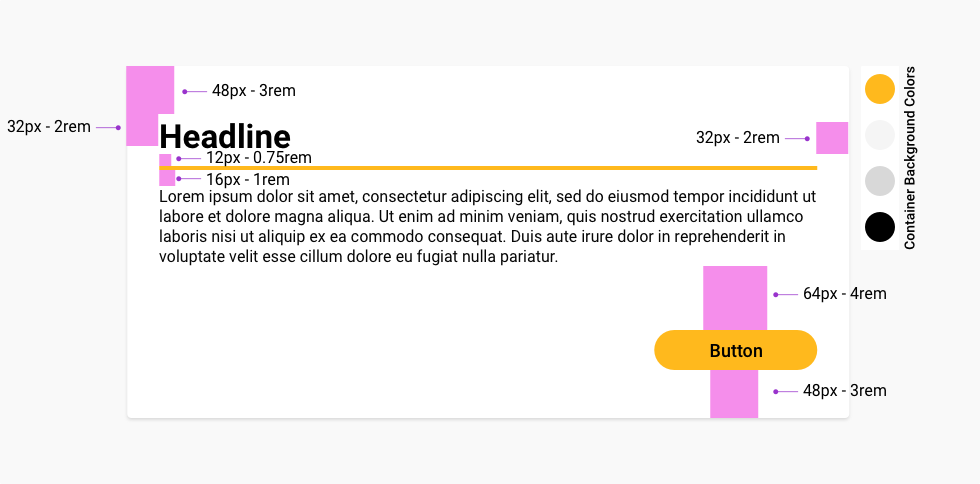 48px - 3rem
32px - 2rem
Headline
32px - 2rem
12px - 0.75rem
16px - 1rem
Lorem ipsum dolor sit amet, consectetur adipiscing elit, sed do eiusmod tempor incididunt ut
labore et dolore magna aliqua. Ut enim ad minim veniam, quis nostrud exercitation ullamco
laboris nisi ut aliquip ex ea commodo consequat. Duis aute irure dolor in reprehenderit in
voluptate velit esse cillum dolore eu fugiat nulla pariatur.
64px - 4rem
Button
48px - 3rem
Container Background Colors